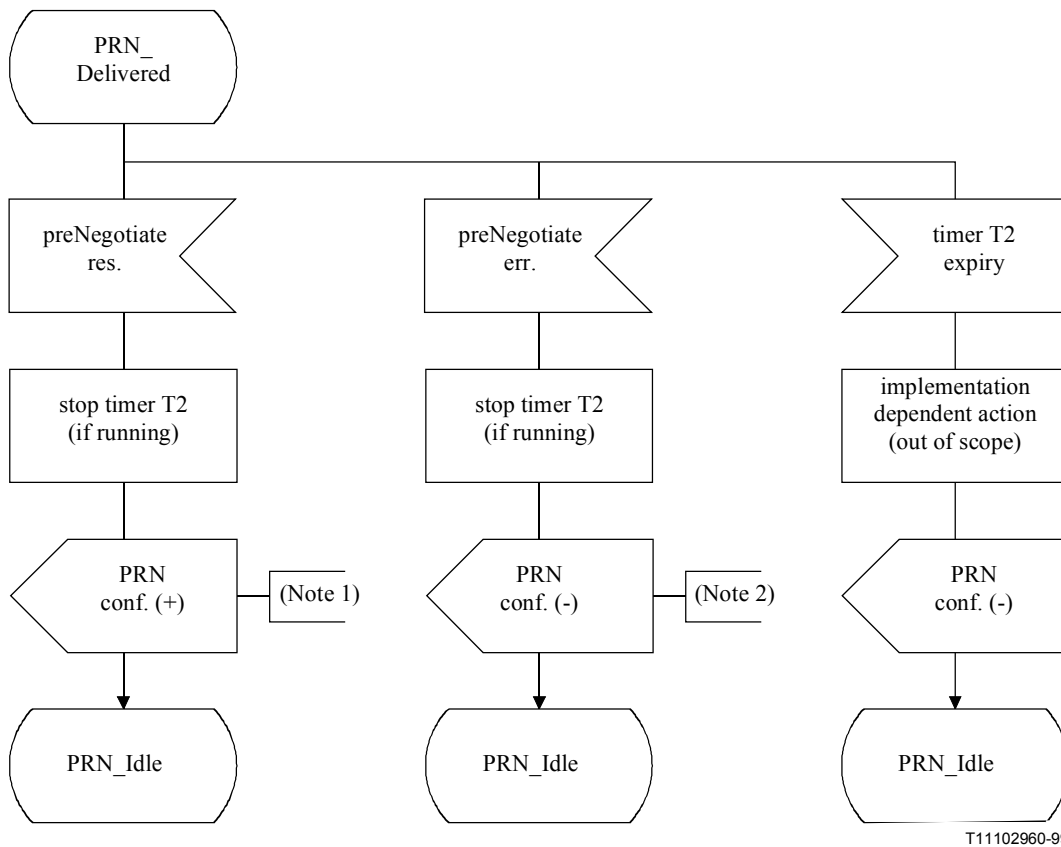 PRN_
Delivered
preNegotiate
res.
preNegotiate
err.
timer T2
expiry
stop timer T2
(if running)
stop timer T2
(if running)
implementation
dependent action
(out of scope)
PRN
conf. (+)
(Note 1)
PRN
conf. (-)
(Note 2)
PRN
conf. (-)
PRN_Idle
PRN_Idle
PRN_Idle